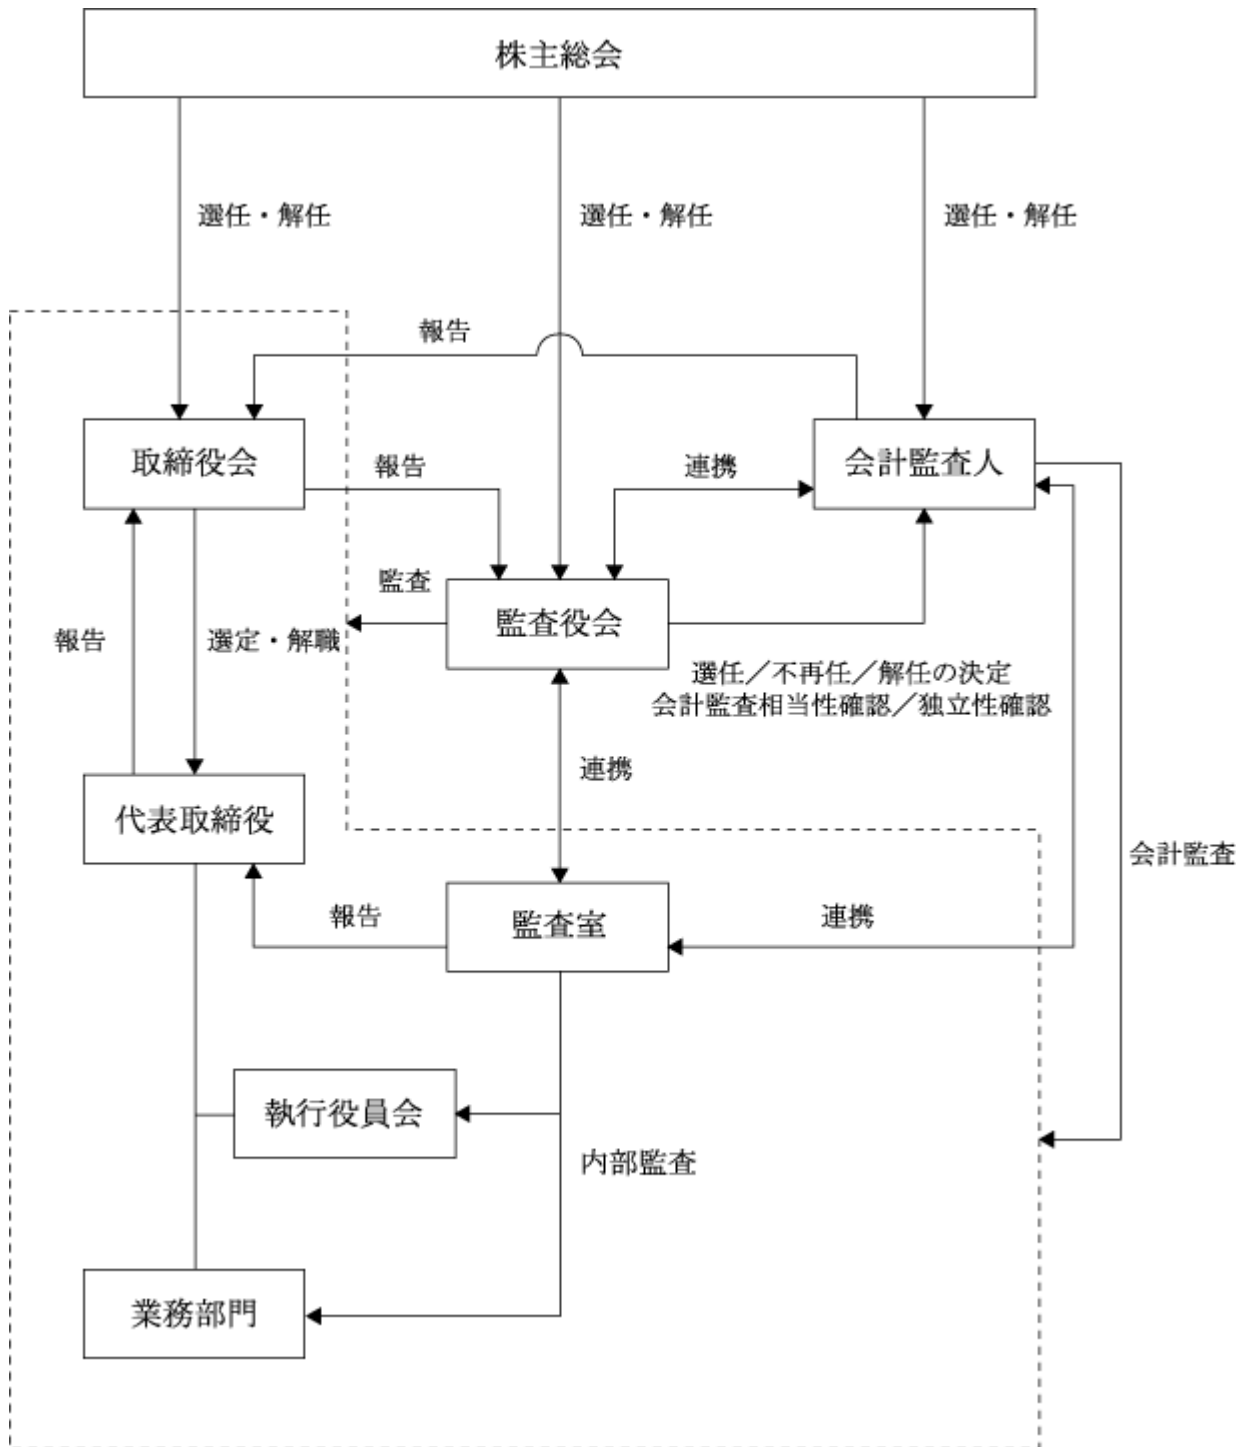 株主総会
選任・解任
選任・解任
選任・解任
報告
取締役会
報告
連携
会計監査人
監査
監査役会
報告
選定・解職
選任／不再任／解任の決定
会計監査相当性確認／独立性確認
連携
代表取締役
会計監査
報告
監査室
連携
執行役員会
内部監査
業務部門